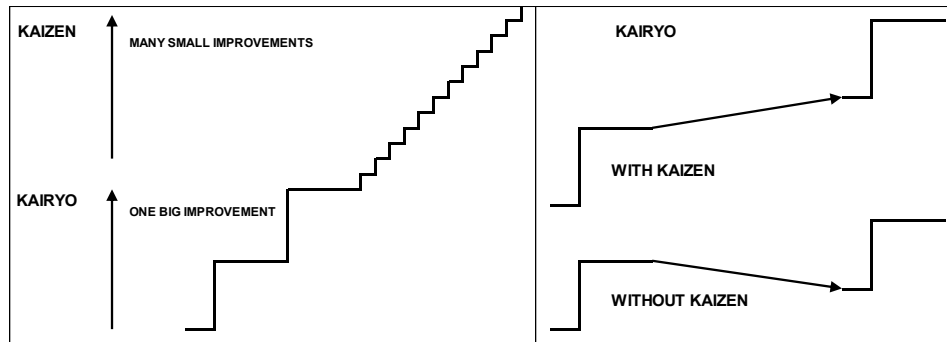 KAIZEN
MANY SMALL IMPROVEMENTS
KAIRYO
ONE BIG IMPROVEMENT
KAIRYO
WITH KAIZEN
WITHOUT KAIZEN